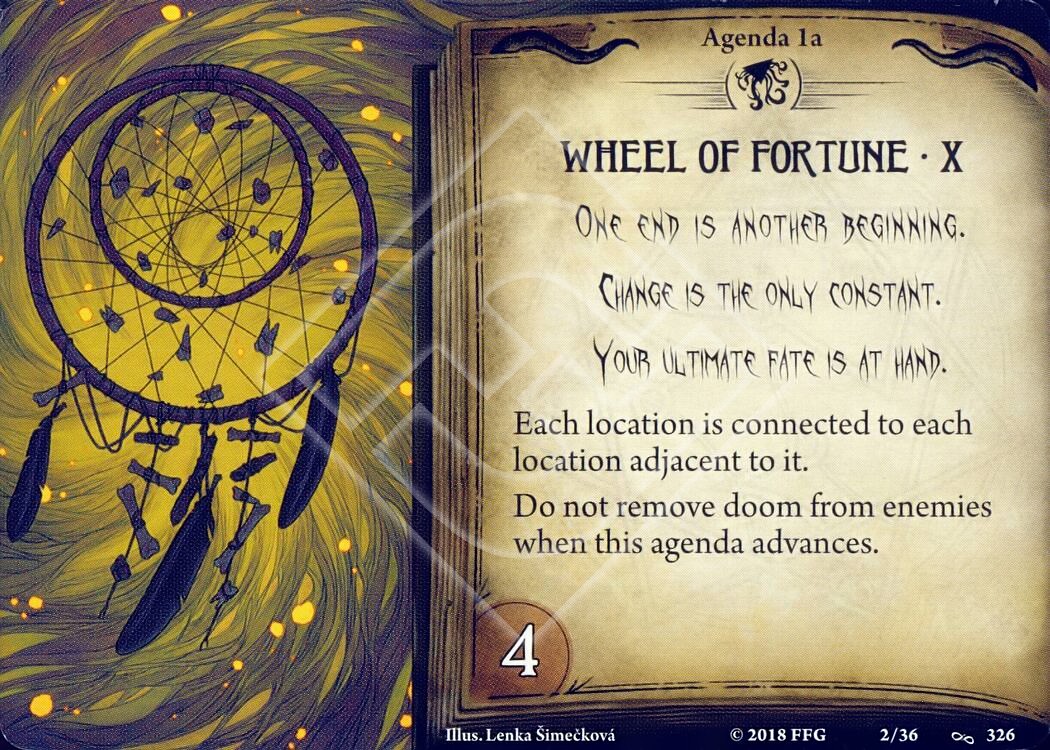 Agenda 1a
WHEEL OF FORTUNE · X
ONE END IS ANOTHER BEGINNING.
CHANGE IS THE ONLY CONSTANT.
YOUR ULTIMATE FATE IS AT HAND.
Each location is connected to each
location adjacent to it.
Do not remove doom from enemies
when this agenda advances.
4
Illus. Lenka Šimečková © 2018 FFG 2/36 326